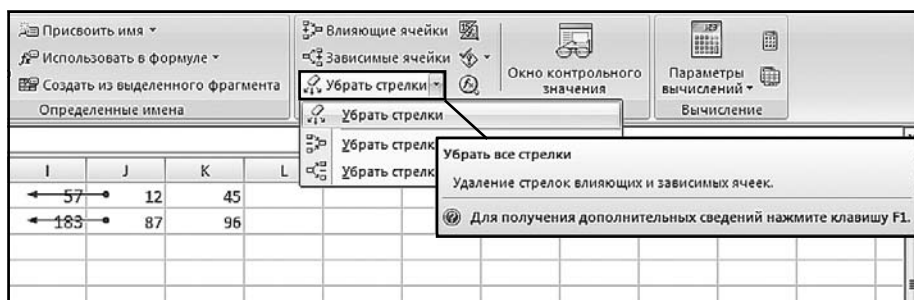 Присвоить имя
Использовать в формуле
Создать из выделенного фрагмента
Определенные имена
Влияющие ячейки
Зависимые ячейки
Убрать стрелки
Окно контрольного
значения
Параметры
вычислений
Вычисление
Убрать стрелки
Убрать стрелк
Убрать стрелк
Убрать все стрелки
Удаление стрелок влияющих и зависимых ячеек.
Для получения дополнительных сведений нажмите клавишу F1.
I J K L
57 12 45
183 87 96